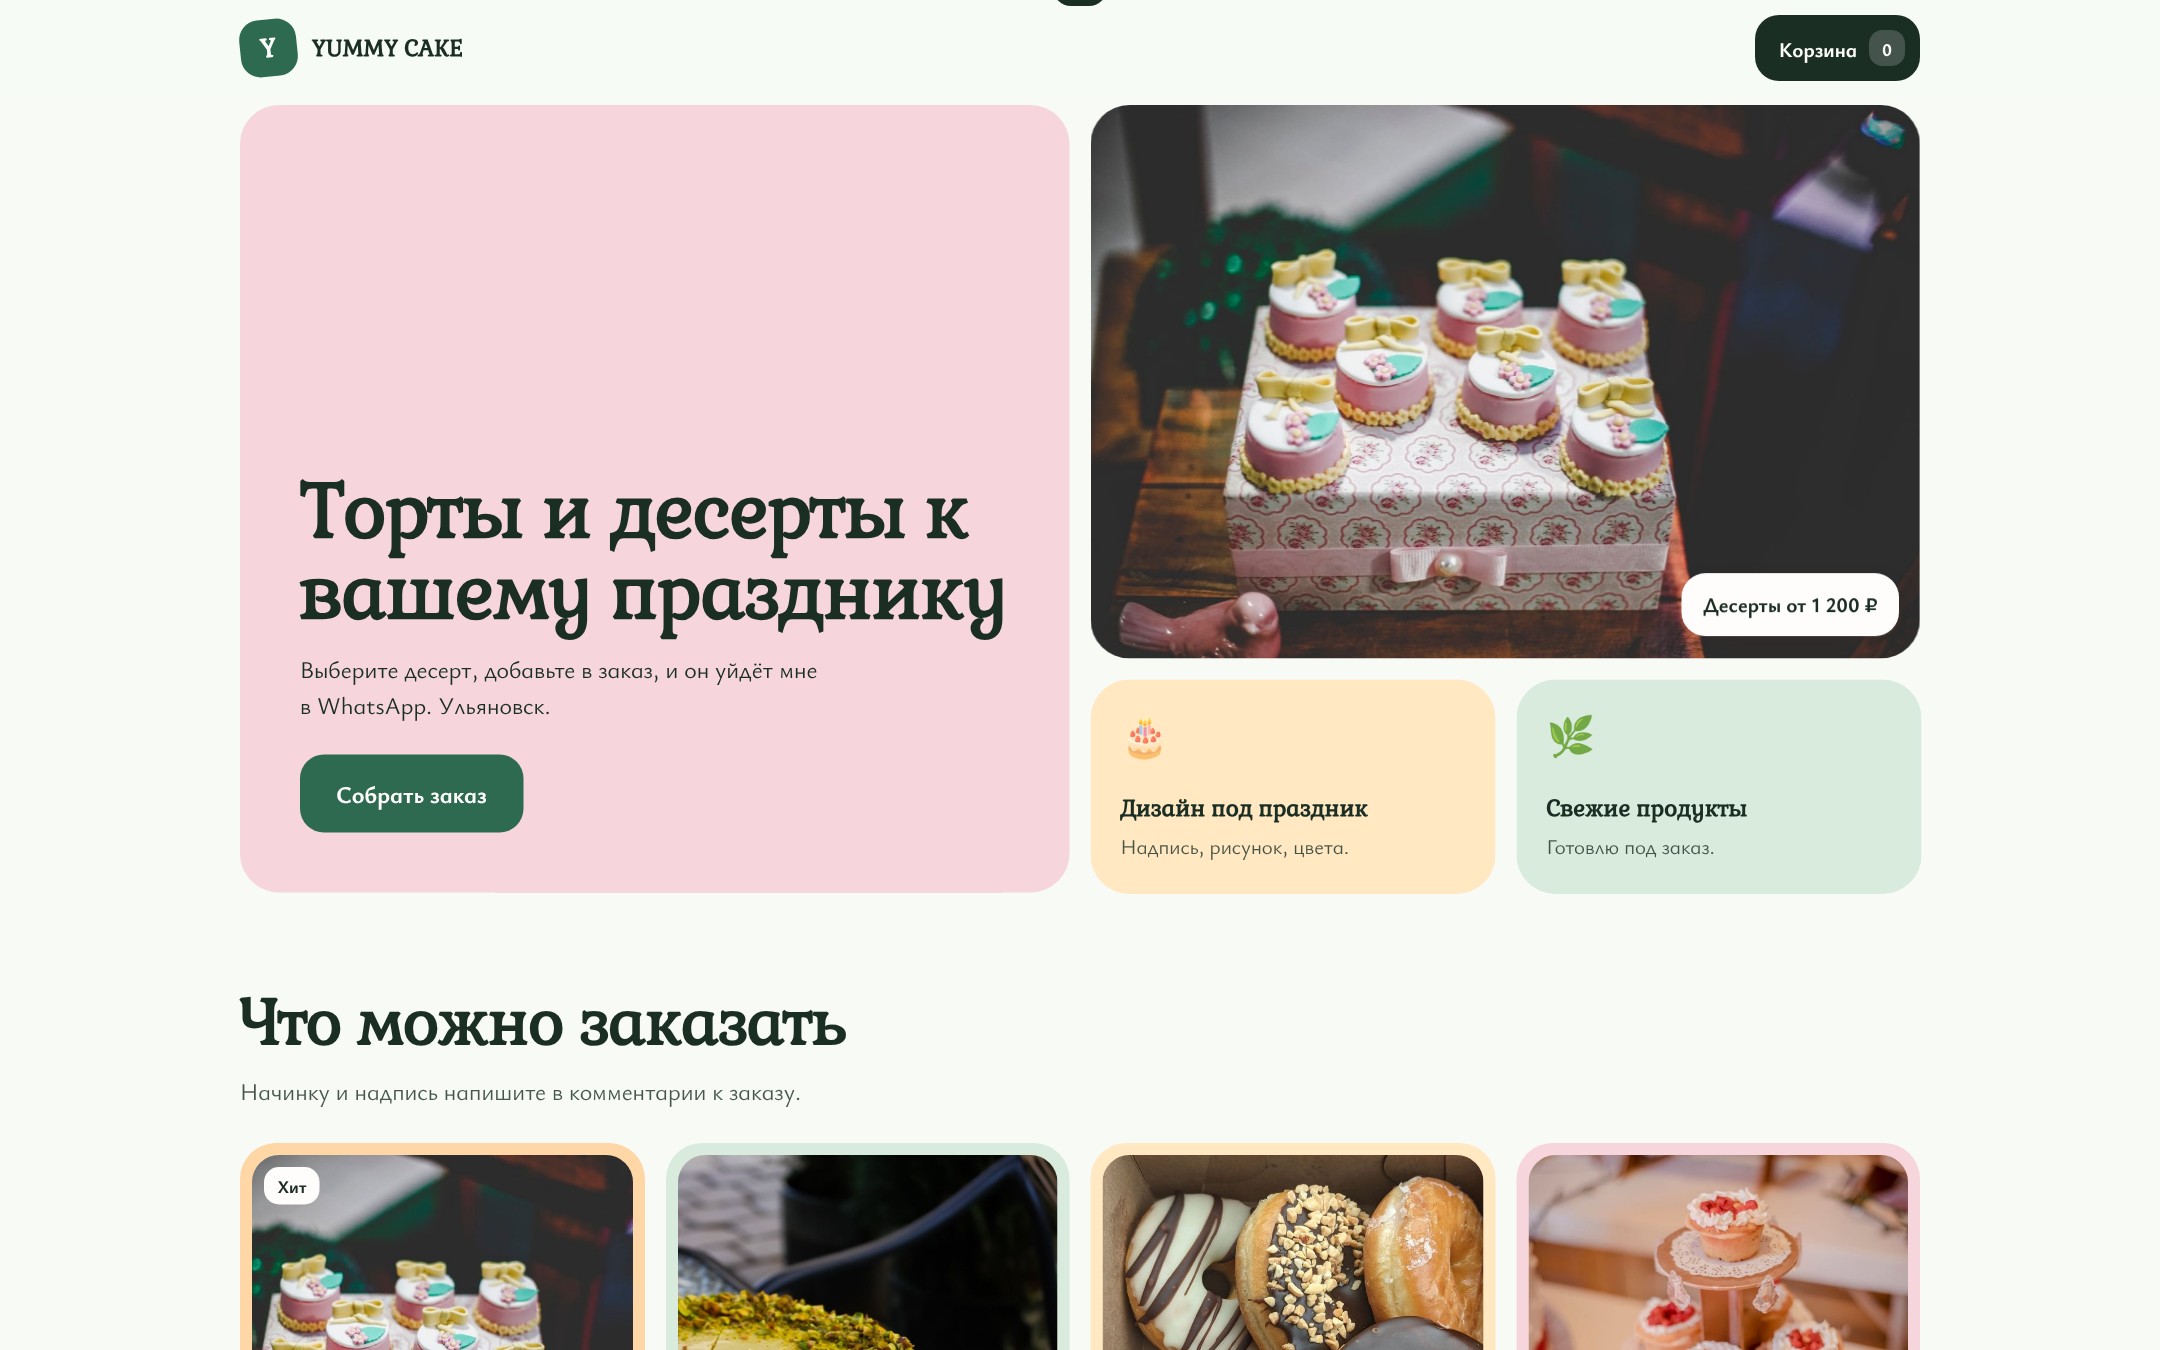 Y
YUMMY CAKE
Корзина 0
Торты и десерты к
вашему празднику
Выберите десерт, добавьте в заказ, и он уйдёт мне
в WhatsApp. Ульяновск.
Собрать заказ
Десерты от 1 200 ₽
Дизайн под праздник
Надпись, рисунок, цвета.
Свежие продукты
Готовлю под заказ.
Что можно заказать
Начинку и надпись напишите в комментарии к заказу.
Хит